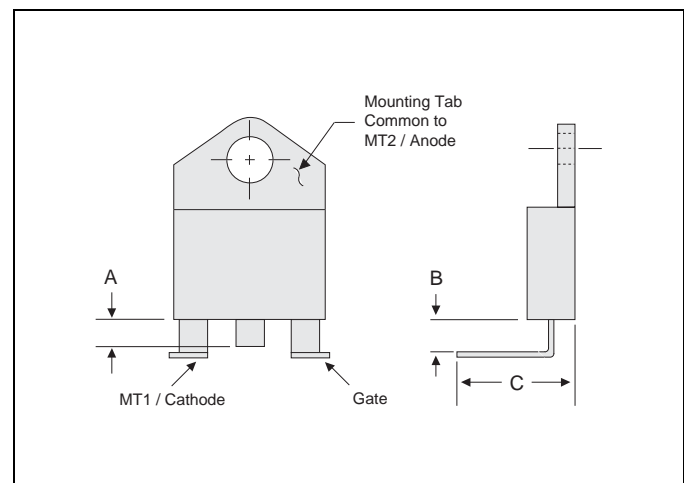 Mounting Tab
Common to
MT2 / Anode
A
B
C
MT1 / Cathode
Gate